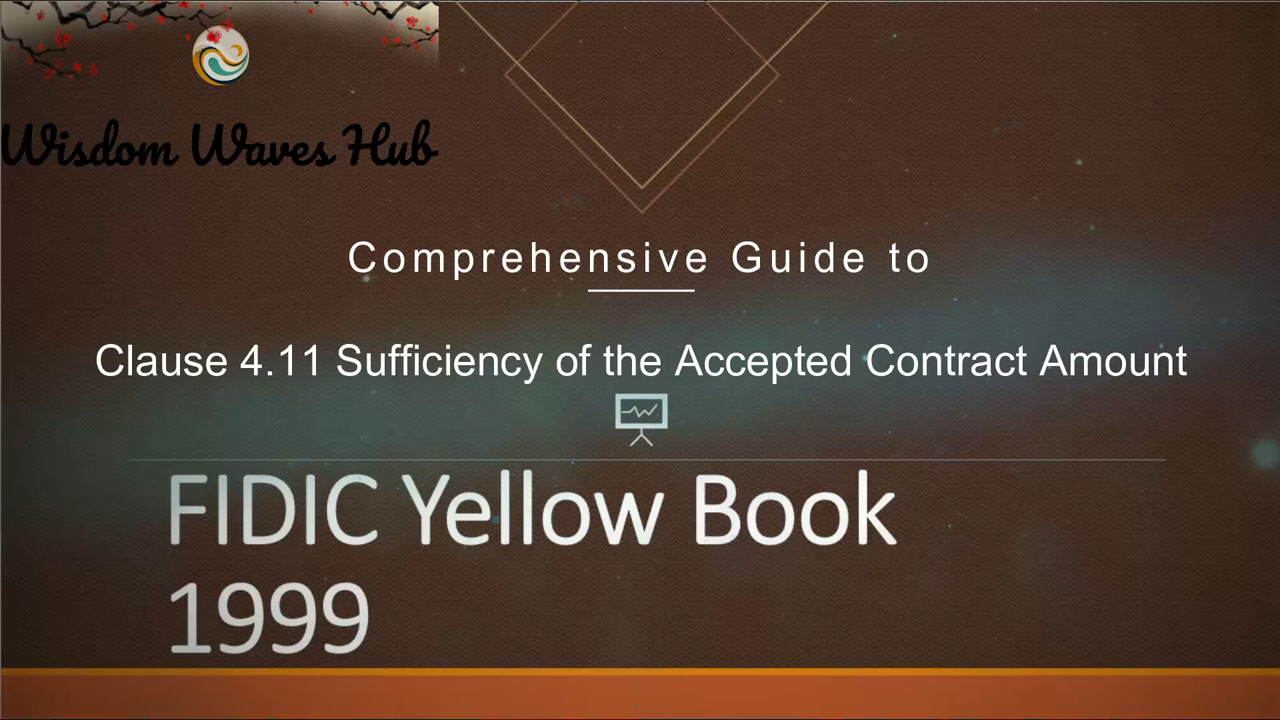 Wisdom Waves Hub
Comprehensive Guide to
Clause 4.11 Sufficiency of the Accepted Contract Amount
FIDIC Yellow Book
1999